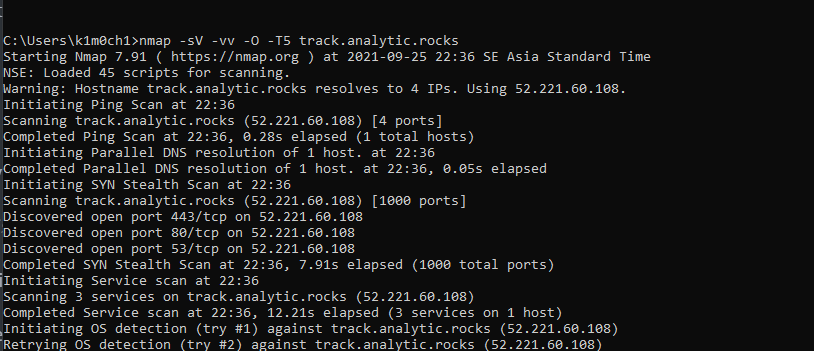 C:\Users\k1m0ch1>nmap -sV -vv -O -T5 track.analytic.rocks
Starting Nmap 7.91 ( https://nmap.org ) at 2021-09-25 22:36 SE Asia Standard Time
NSE: Loaded 45 scripts for scanning.
Warning: Hostname track.analytic.rocks resolves to 4 IPs. Using 52.221.60.108.
Initiating Ping Scan at 22:36
Scanning track.analytic.rocks (52.221.60.108) [4 ports]
Completed Ping Scan at 22:36, 0.28s elapsed (1 total hosts)
Initiating Parallel DNS resolution of 1 host. at 22:36
Completed Parallel DNS resolution of 1 host. at 22:36, 0.05s elapsed
Initiating SYN Stealth Scan at 22:36
Scanning track.analytic.rocks (52.221.60.108) [1000 ports]
Discovered open port 443/tcp on 52.221.60.108
Discovered open port 80/tcp on 52.221.60.108
Discovered open port 53/tcp on 52.221.60.108
Completed SYN Stealth Scan at 22:36, 7.91s elapsed (1000 total ports)
Initiating Service scan at 22:36
Scanning 3 services on track.analytic.rocks (52.221.60.108)
Completed Service scan at 22:36, 12.21s elapsed (3 services on 1 host)
Initiating OS detection (try #1) against track.analytic.rocks (52.221.60.108)
Retrying OS detection (try #2) against track.analytic.rocks (52.221.60.108)